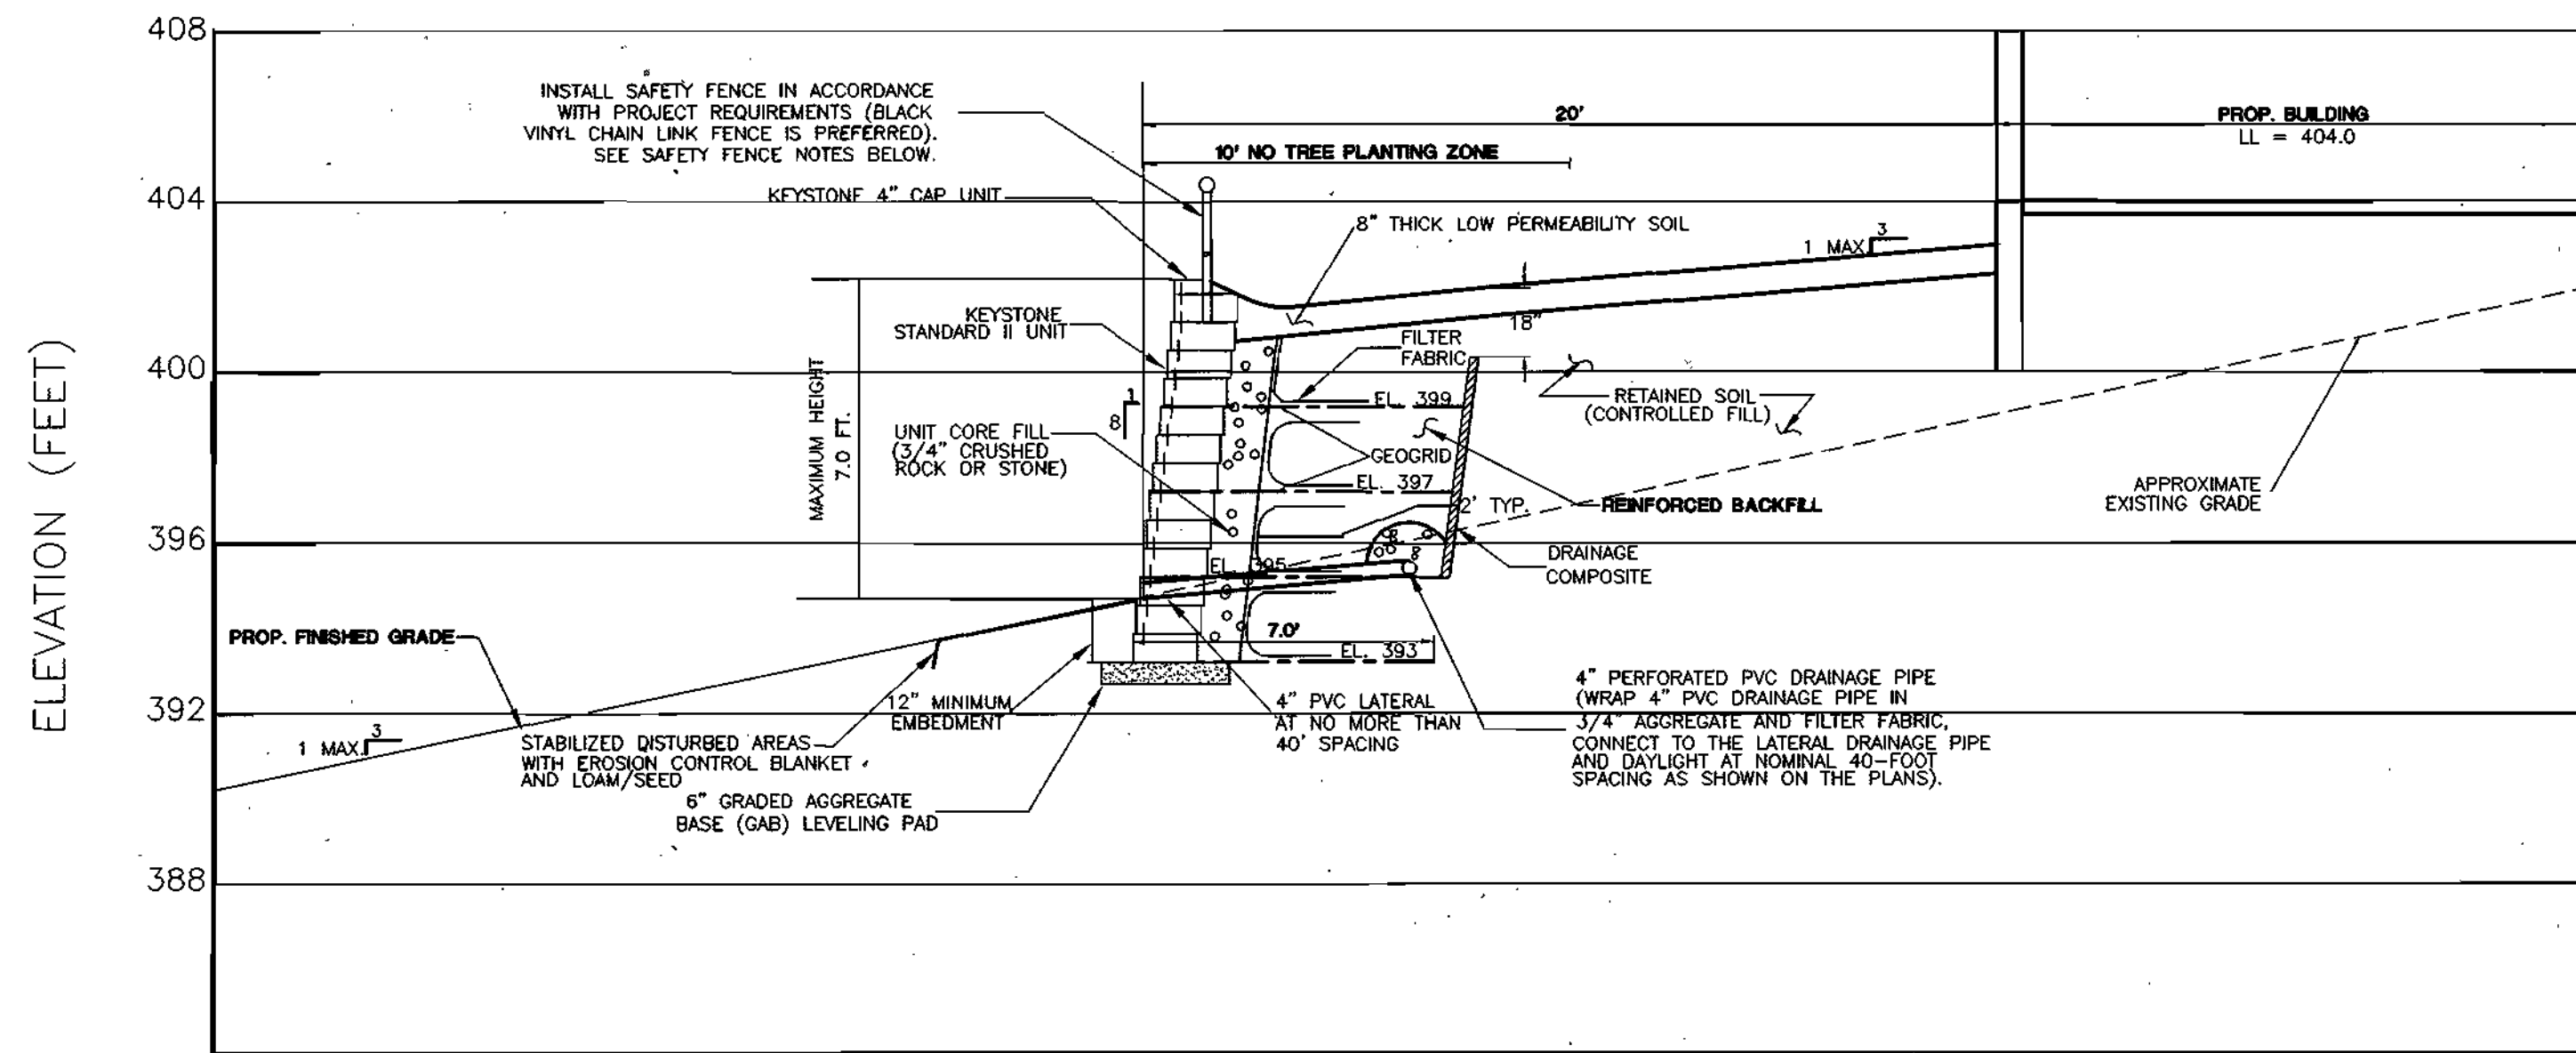 408
404
400
396
392
388
ELEVATION (FEET)
INSTALL SAFETY FENCE IN ACCORDANCE
WITH PROJECT REQUIREMENTS (BLACK
VINYL CHAIN LINK FENCE IS PREFERRED).
SEE SAFETY FENCE NOTES BELOW.
KEYSTONE 4" CAP UNIT
20'
10' NO TREE PLANTING ZONE
PROP. BUILDING
LL = 404.0
8" THICK LOW PERMEABILITY SOIL
1 MAX.
3
KEYSTONE
STANDARD II UNIT
MAXIMUM HEIGHT
7.0 FT.
1
8
18"
FILTER
FABRIC
EL. 399
RETAINED SOIL
(CONTROLLED FILL)
UNIT CORE FILL
(3/4" CRUSHED
ROCK OR STONE)
GEOGRID
EL. 397
2' TYP.
REINFORCED BACKFILL
APPROXIMATE
EXISTING GRADE
DRAINAGE
COMPOSITE
EL. 395
PROP. FINISHED GRADE
7.0'
EL. 393
12" MINIMUM
EMBEDMENT
4" PVC LATERAL
AT NO MORE THAN
40' SPACING
4" PERFORATED PVC DRAINAGE PIPE
(WRAP 4" PVC DRAINAGE PIPE IN
3/4" AGGREGATE AND FILTER FABRIC,
CONNECT TO THE LATERAL DRAINAGE PIPE
AND DAYLIGHT AT NOMINAL 40-FOOT
SPACING AS SHOWN ON THE PLANS).
1 MAX.
3
STABILIZED DISTURBED AREAS
WITH EROSION CONTROL BLANKET
AND LOAM/SEED
6" GRADED AGGREGATE
BASE (GAB) LEVELING PAD